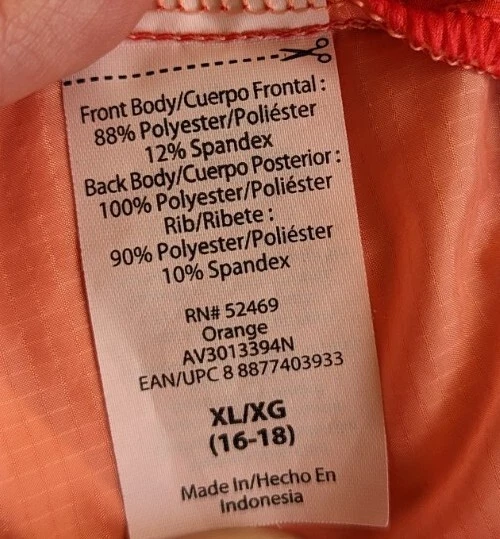 Front Body/Cuerpo Frontal :
88% Polyester/Poliéster
12% Spandex
Back Body/Cuerpo Posterior :
100% Polyester/Poliéster
Rib/Ribete :
90% Polyester/Poliéster
10% Spandex
RN# 52469
Orange
AV3013394N
EAN/UPC 8 8877403933
XL/XG
(16-18)
Made In/Hecho En
Indonesia